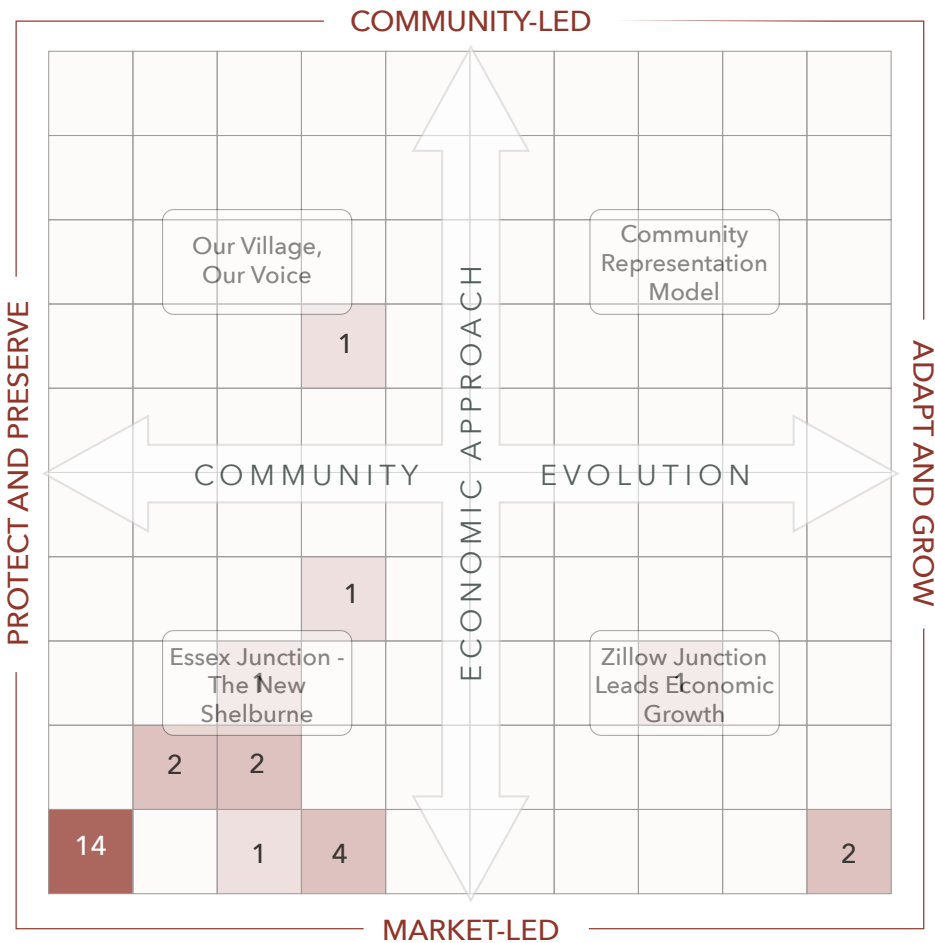 COMMUNITY-LED
Our Village,
Our Voice
Community
Representation
Model
1
PROTECT AND PRESERVE
ECONOMIC APPROACH
ADAPT AND GROW
COMMUNITY EVOLUTION
1
Essex Junction -
The New
Shelburne
1
Zillow Junction
Leads Economic
Growth
1
2 2
14 1 4 2
MARKET-LED